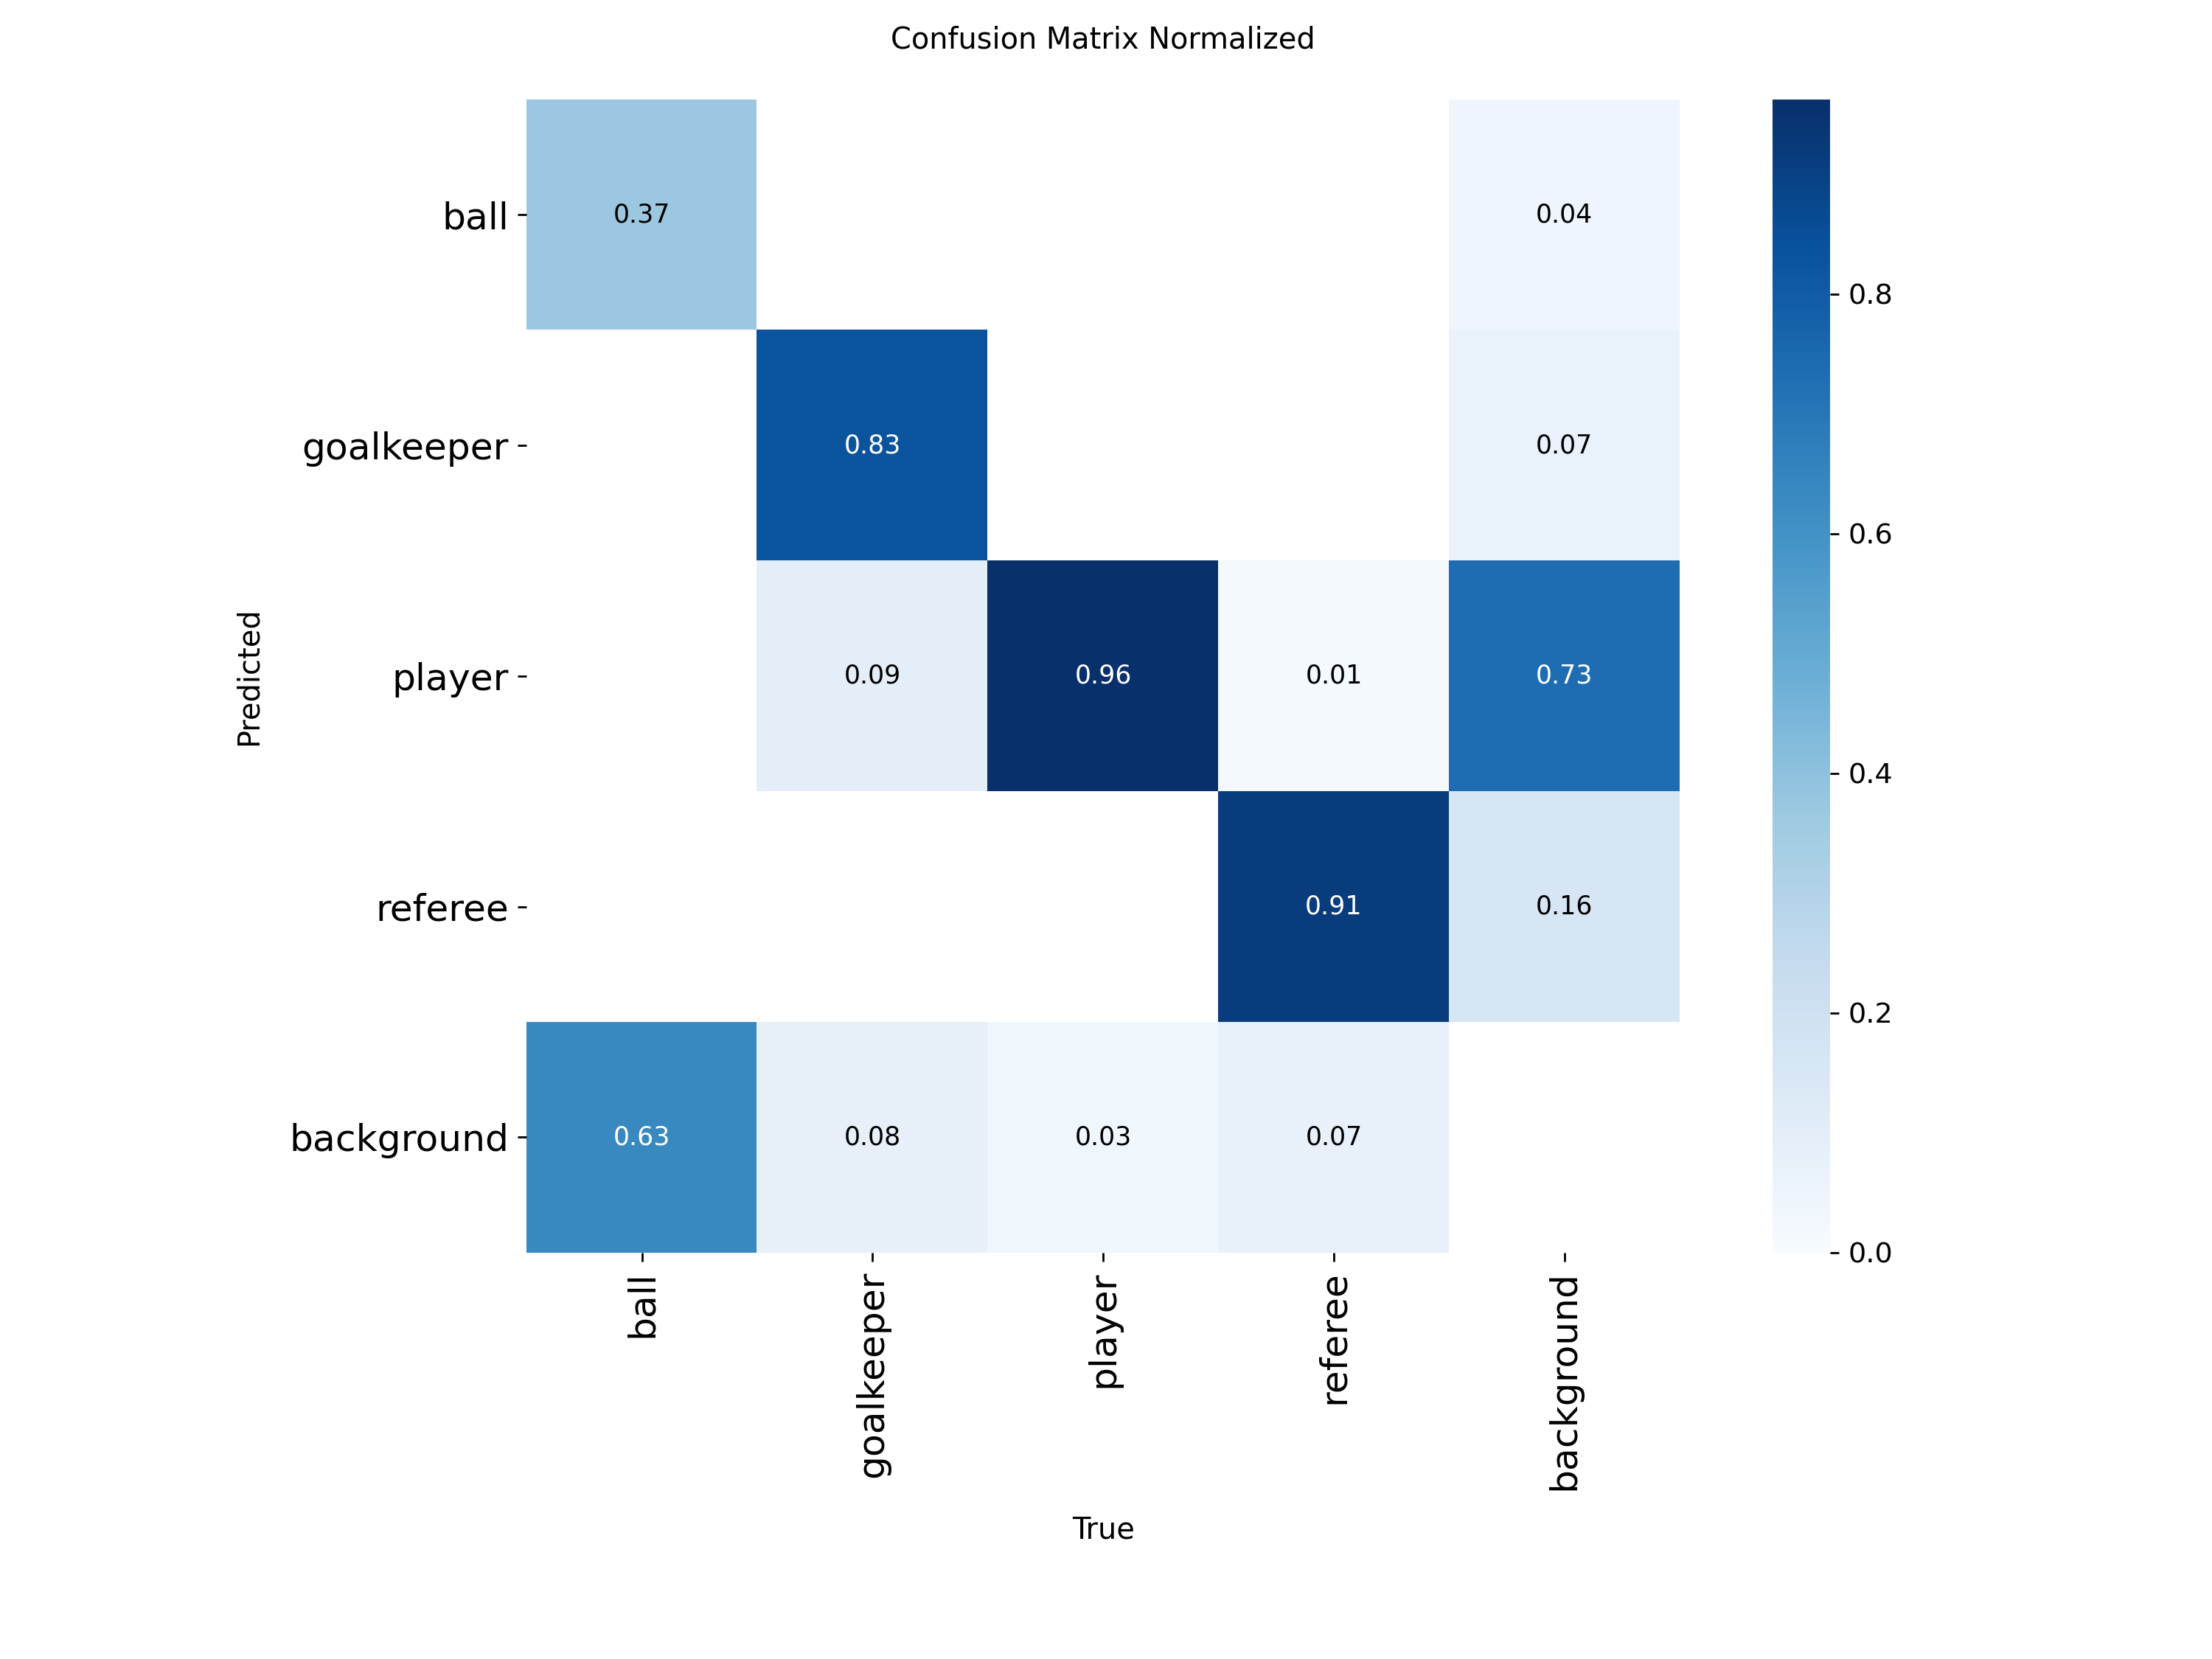 Confusion Matrix Normalized
ball
0.37
0.04
0.8
goalkeeper
0.83
0.07
0.6
Predicted
player
0.09
0.96
0.01
0.73
0.4
referee
0.91
0.16
0.2
background
0.63
0.08
0.03
0.07
0.0
ball
goalkeeper
player
referee
background
True